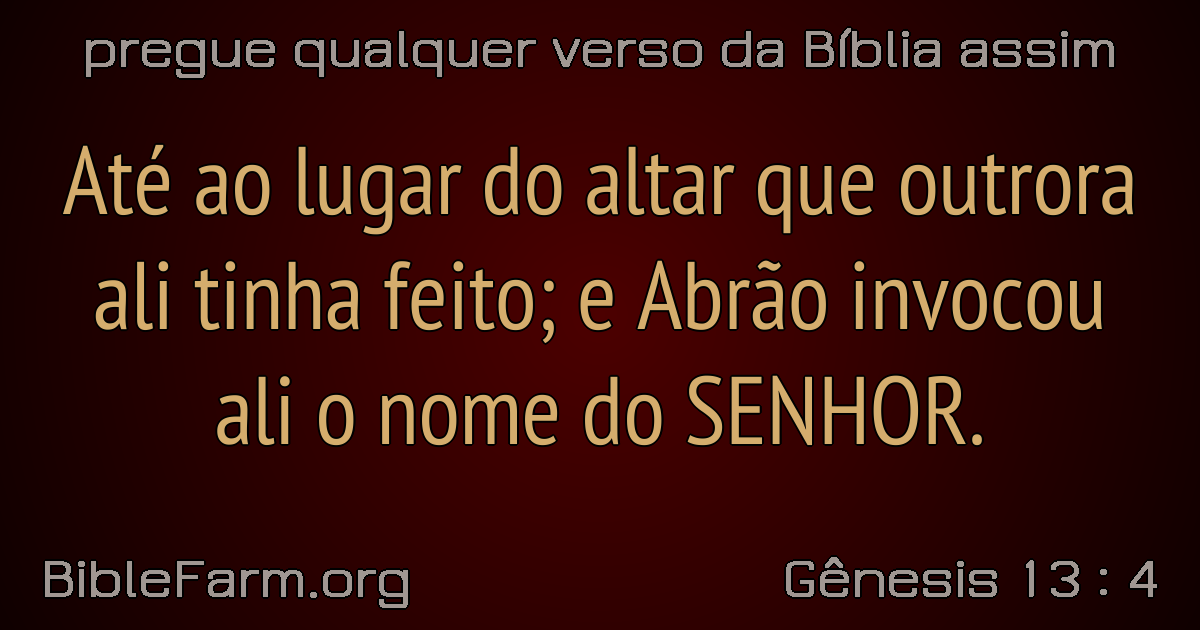 pregue qualquer verso da Bíblia assim
Até ao lugar do altar que outrora
ali tinha feito; e Abrão invocou
ali o nome do SENHOR.
BibleFarm.org
Gênesis 13 : 4